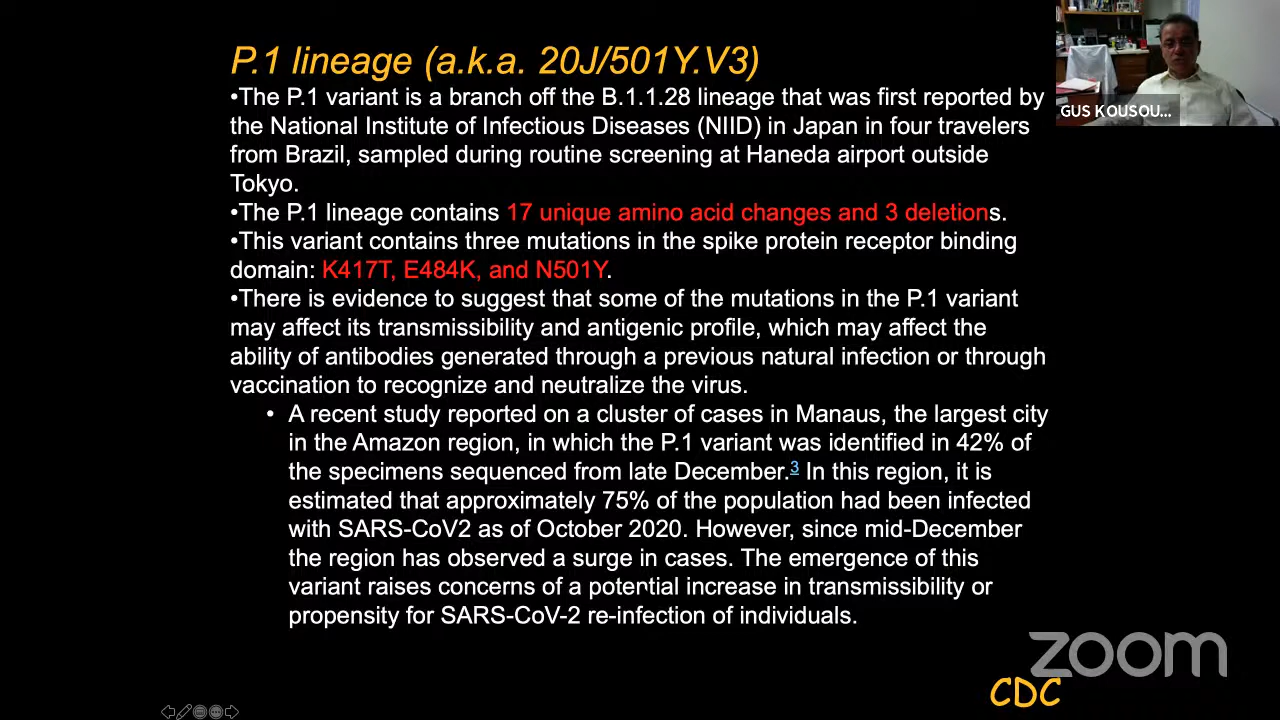 P.1 lineage (a.k.a. 20J/501Y.V3)
•The P.1 variant is a branch off the B.1.1.28 lineage that was first reported by
the National Institute of Infectious Diseases (NIID) in Japan in four travelers
from Brazil, sampled during routine screening at Haneda airport outside
Tokyo.
•The P.1 lineage contains 17 unique amino acid changes and 3 deletions.
•This variant contains three mutations in the spike protein receptor binding
domain: K417T, E484K, and N501Y.
•There is evidence to suggest that some of the mutations in the P.1 variant
may affect its transmissibility and antigenic profile, which may affect the
ability of antibodies generated through a previous natural infection or through
vaccination to recognize and neutralize the virus.
• A recent study reported on a cluster of cases in Manaus, the largest city
in the Amazon region, in which the P.1 variant was identified in 42% of
the specimens sequenced from late December.3 In this region, it is
estimated that approximately 75% of the population had been infected
with SARS-CoV2 as of October 2020. However, since mid-December
the region has observed a surge in cases. The emergence of this
variant raises concerns of a potential increase in transmissibility or
propensity for SARS-CoV-2 re-infection of individuals.
GUS KOUSOU...
zoom
CDC